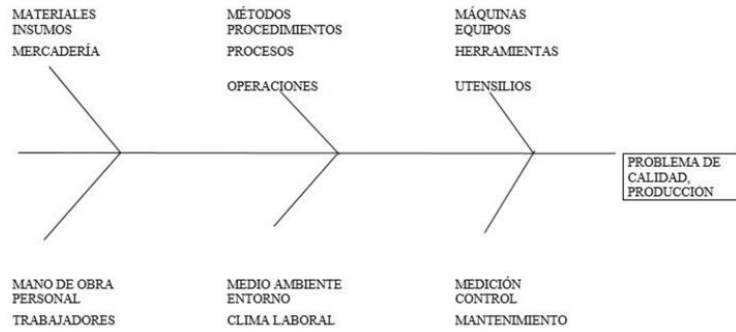 MATERIALES
INSUMOS
MERCADERÍA
MÉTODOS
PROCEDIMIENTOS
PROCESOS
OPERACIONES
MÁQUINAS
EQUIPOS
HERRAMIENTAS
UTENSILIOS
PROBLEMA DE
CALIDAD,
PRODUCCIÓN
MANO DE OBRA
PERSONAL
TRABAJADORES
MEDIO AMBIENTE
ENTORNO
CLIMA LABORAL
MEDICIÓN
CONTROL
MANTENIMIENTO